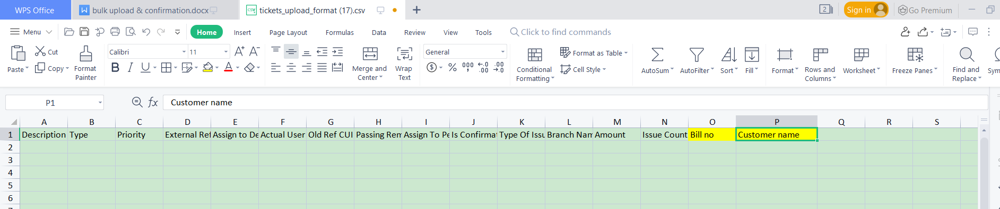 WPS Office bulk upload & confirmation.docx tickets_upload_format (17).csv 2 Sign in Go Premium
Menu Home Insert Page Layout Formulas Data Review View Tools Click to find commands
Cut Calibri 11 General Format as Table
Paste Copy Format Painter Merge and Center Wrap Text Conditional Formatting Cell Style AutoSum AutoFilter Sort Fill Format Rows and Columns Worksheet Freeze Panes Find and Replace
P1 fx Customer name
A B C D E F G H I J K L M N O P Q R S
1 Description Type Priority External Ref Assign to De Actual User Old Ref CUI Passing Rem Assign To Pe Is Confirmat Type Of Issu Branch Nam Amount Issue Count Bill no Customer name
2
3
4
5
6